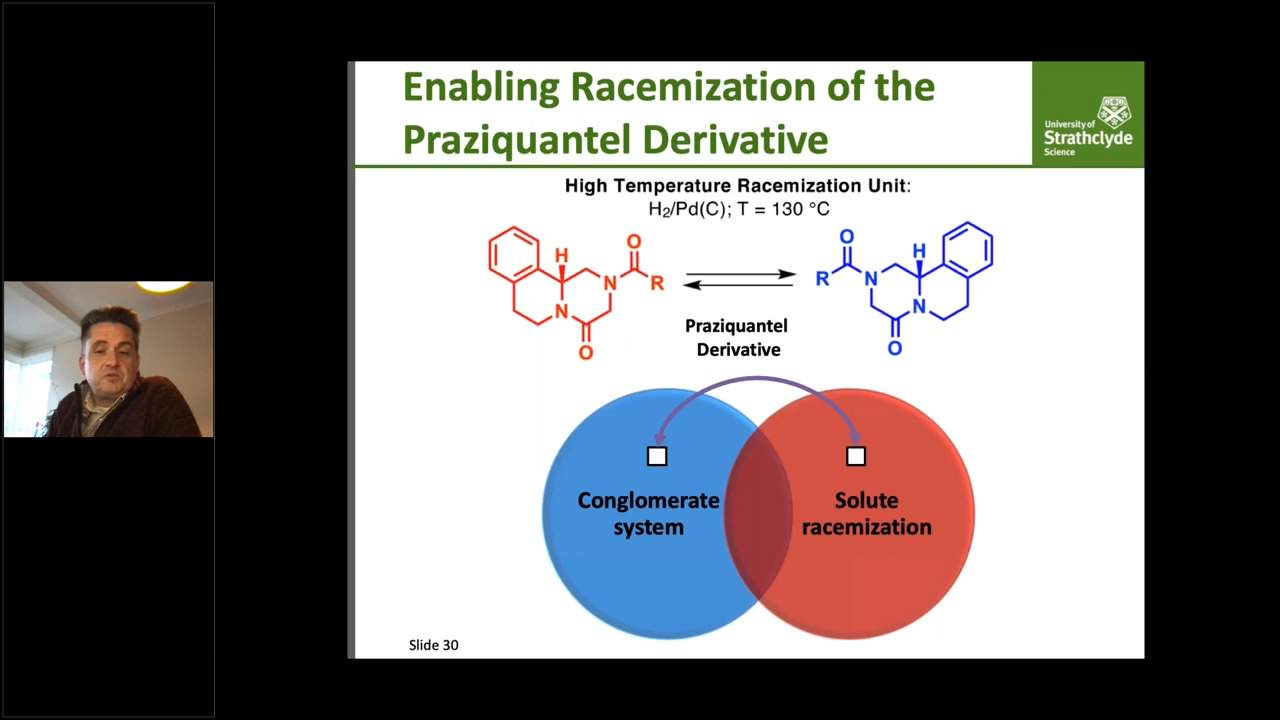 Enabling Racemization of the
Praziquantel Derivative
University of
Strathclyde
Science
High Temperature Racemization Unit:
H2/Pd(C); T = 130 °C
O
H
N
R
N
O
O
H
R
N
N
O
Praziquantel
Derivative
Conglomerate
system
Solute
racemization
Slide 30